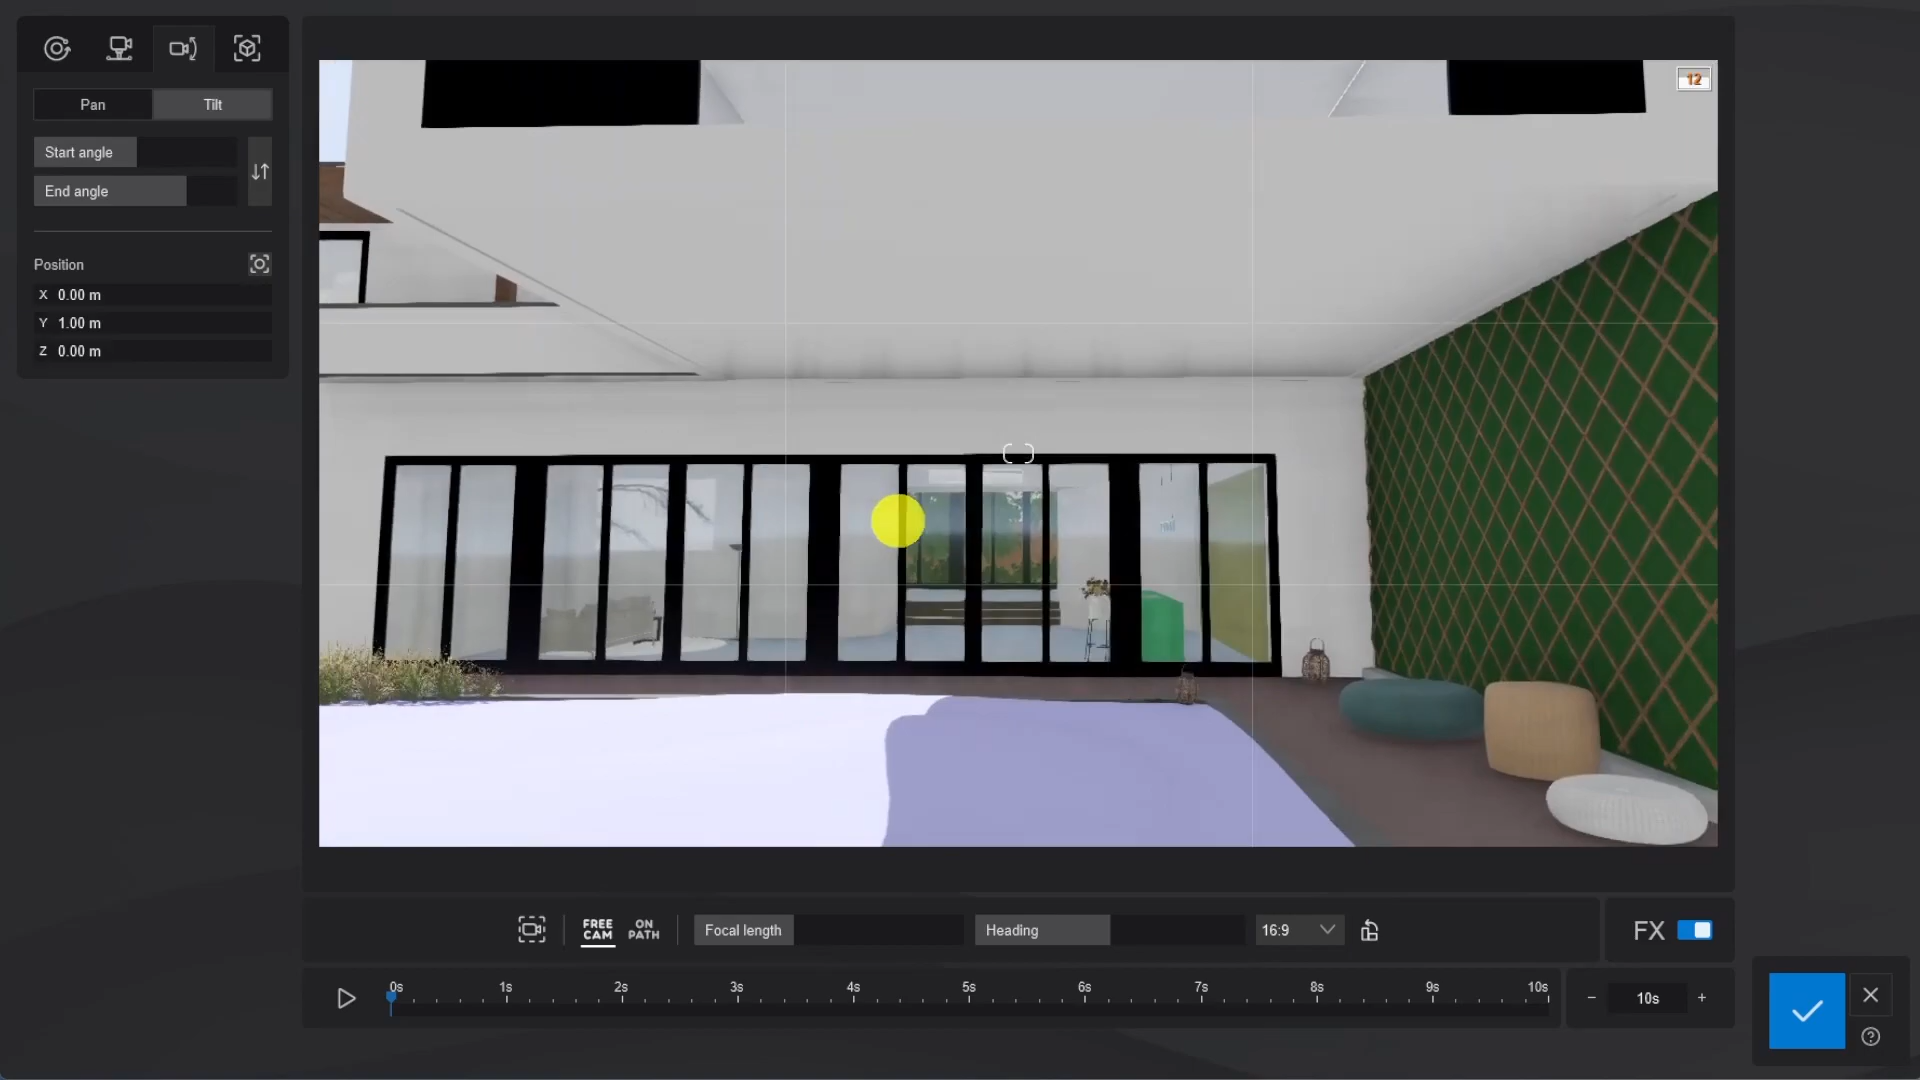 Pan Tilt
Start angle
End angle
Position
X 0.00 m
Y 1.00 m
Z 0.00 m
12
FREE CAM
ON PATH
Focal length
Heading
16:9
FX
0s 1s 2s 3s 4s 5s 6s 7s 8s 9s 10s
− 10s +